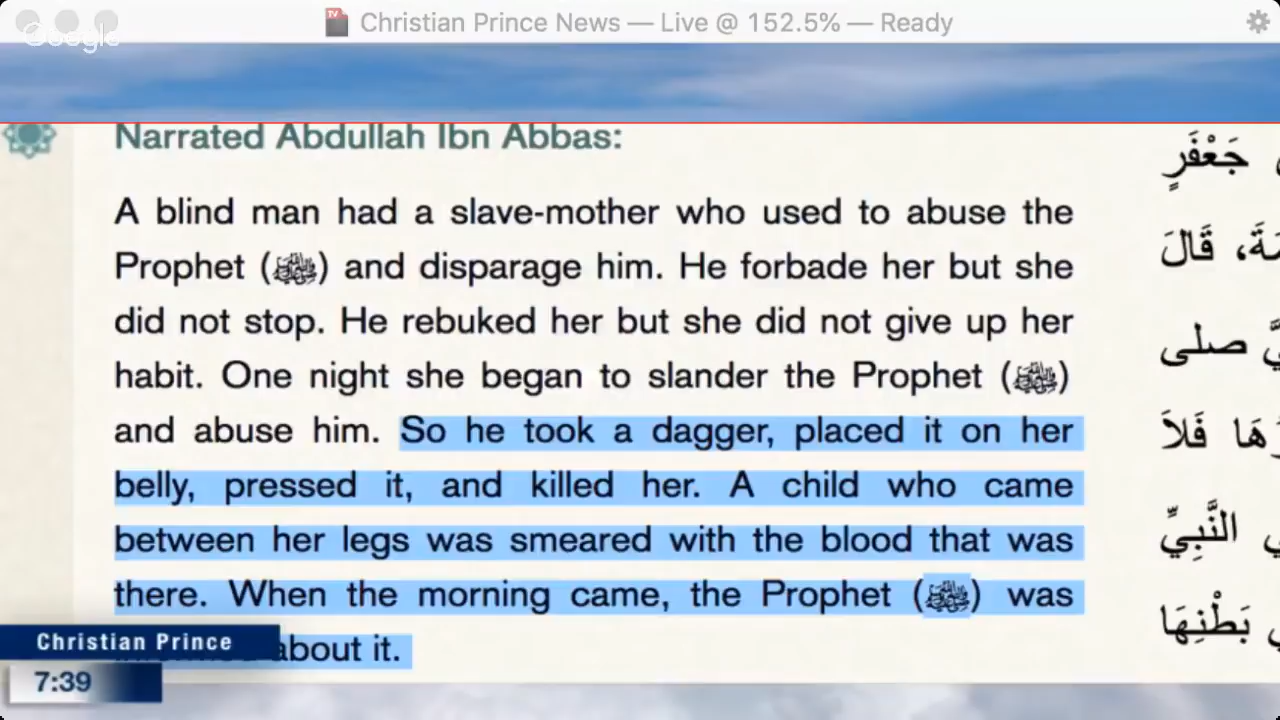 Google
Christian Prince News — Live @ 152.5% — Ready
Narrated Abdullah Ibn Abbas:
A blind man had a slave-mother who used to abuse the
Prophet (ﷺ) and disparage him. He forbade her but she
did not stop. He rebuked her but she did not give up her
habit. One night she began to slander the Prophet (ﷺ)
and abuse him. So he took a dagger, placed it on her
belly, pressed it, and killed her. A child who came
between her legs was smeared with the blood that was
there. When the morning came, the Prophet (ﷺ) was
about it.
جَعْفَرٍ
قَالَ
صلى
فَلاَ
النَّبِيِّ
بَطْنِهَا
Christian Prince
7:39